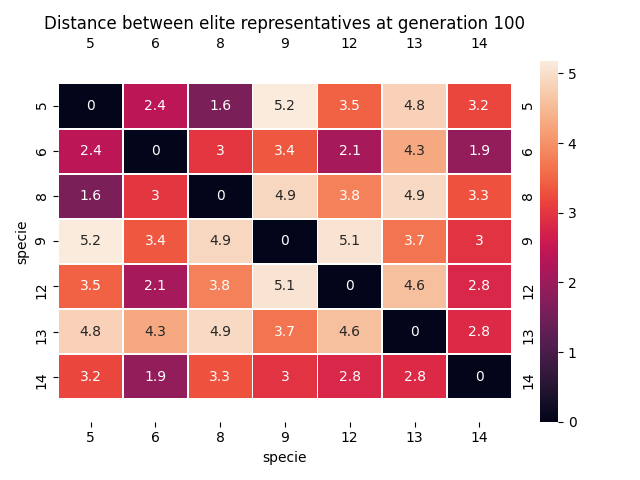 Distance between elite representatives at generation 100
5 6 8 9 12 13 14
5 0 2.4 1.6 5.2 3.5 4.8 3.2 5
6 2.4 0 3 3.4 2.1 4.3 1.9 6
8 1.6 3 0 4.9 3.8 4.9 3.3 8
9 5.2 3.4 4.9 0 5.1 3.7 3 9
12 3.5 2.1 3.8 5.1 0 4.6 2.8 12
13 4.8 4.3 4.9 3.7 4.6 0 2.8 13
14 3.2 1.9 3.3 3 2.8 2.8 0 14
5 6 8 9 12 13 14
specie
specie
5
4
3
2
1
0